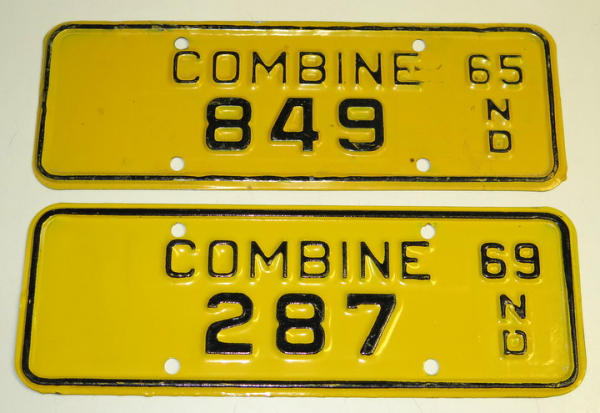 COMBINE 65
849 ND
COMBINE 69
287 ND